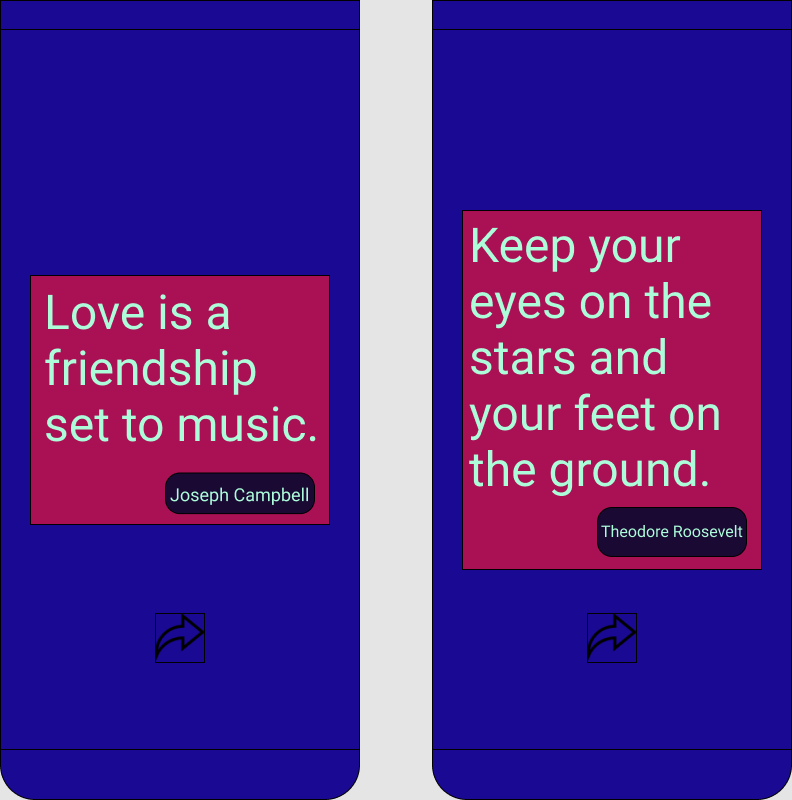 Love is a
friendship
set to music.
Joseph Campbell
Keep your
eyes on the
stars and
your feet on
the ground.
Theodore Roosevelt